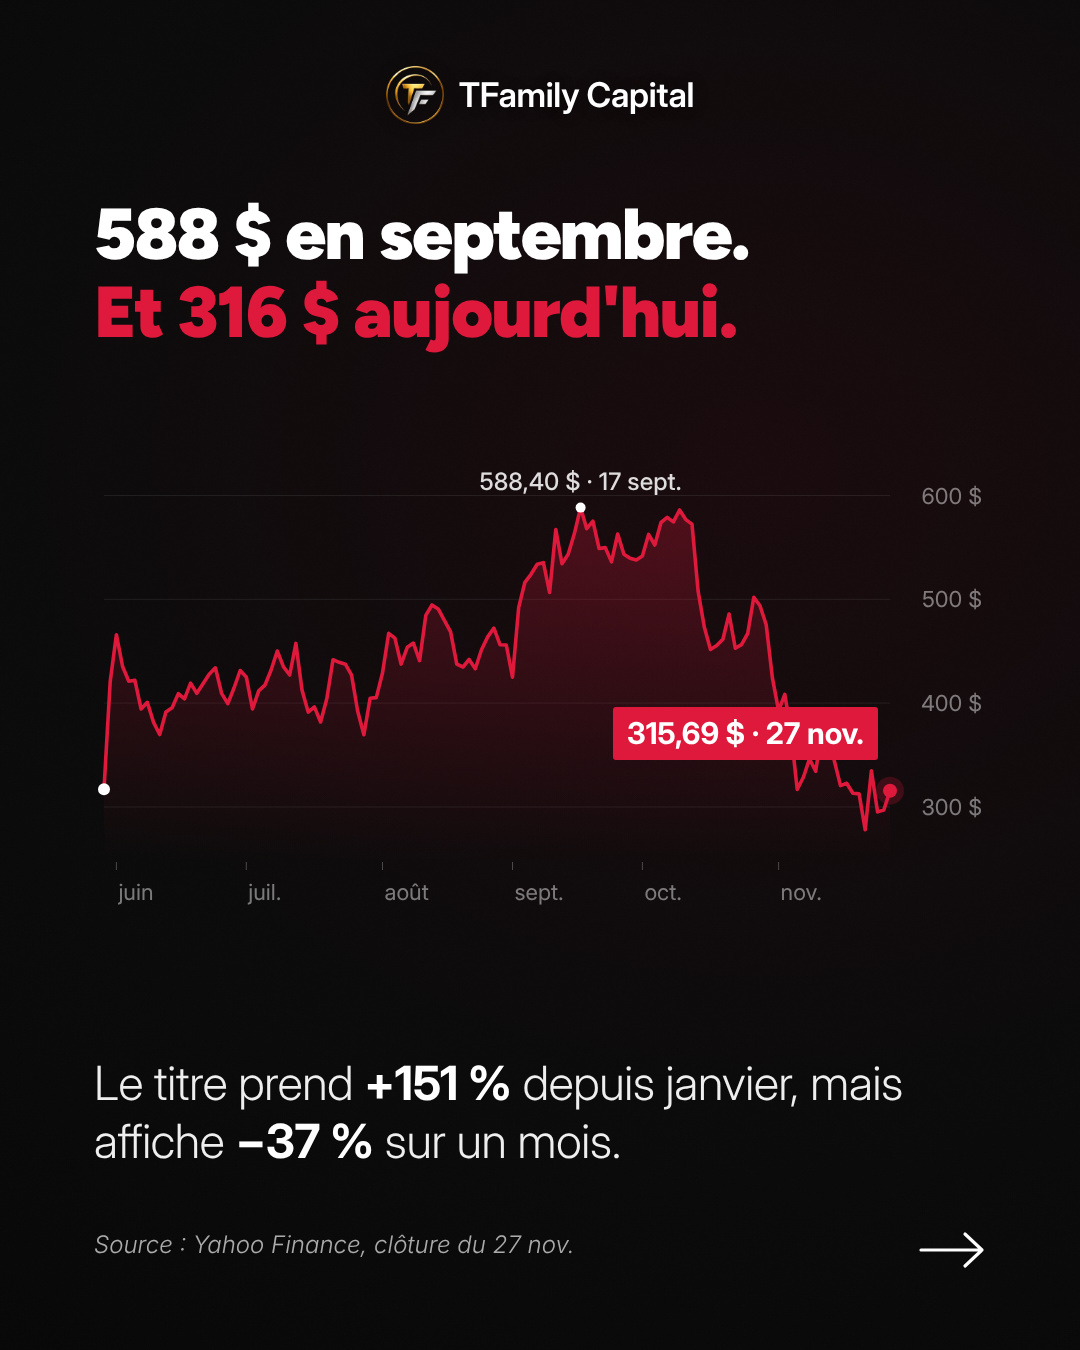 TF TFamily Capital
588 $ en septembre.
Et 316 $ aujourd'hui.
588,40 $ · 17 sept.
600 $
500 $
400 $
315,69 $ · 27 nov.
300 $
juin juil. août sept. oct. nov.
Le titre prend +151 % depuis janvier, mais
affiche −37 % sur un mois.
Source : Yahoo Finance, clôture du 27 nov.